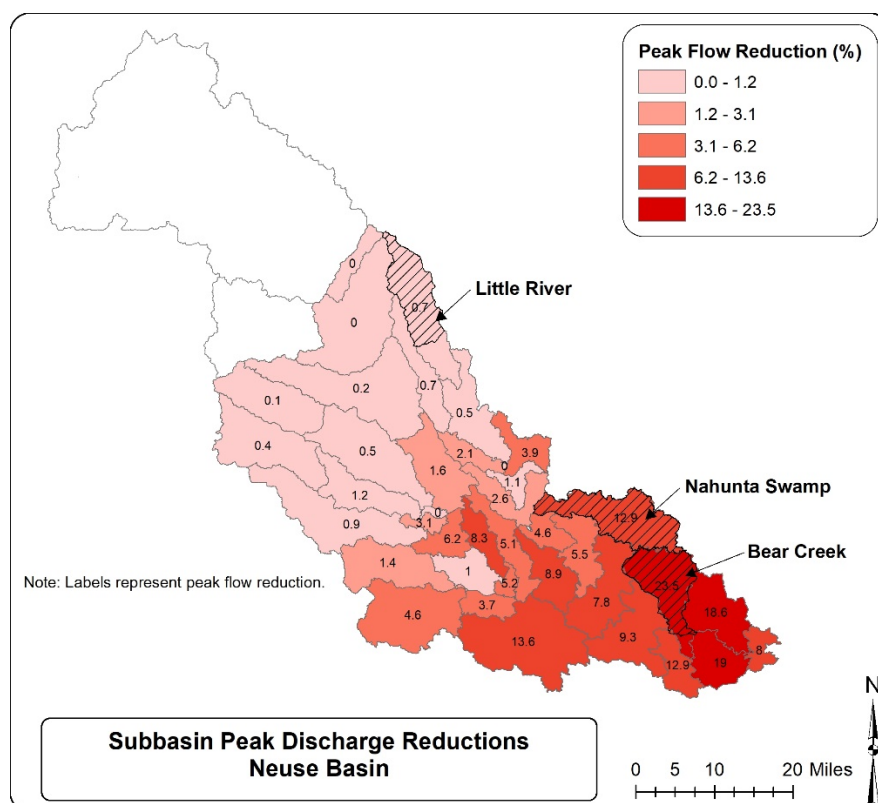 Peak Flow Reduction (%)
0.0 - 1.2
1.2 - 3.1
3.1 - 6.2
6.2 - 13.6
13.6 - 23.5
0
0.7
Little River
0
0.7
0.2
0.1
0.5
0.4
0.5
2.1
3.9
0
1.6
1.1
2.6
Nahunta Swamp
1.2
12.9
0
3.1
0.9
6.2
8.3
5.1
4.6
5.5
Bear Creek
1.4
1
5.2
8.9
23.5
Note: Labels represent peak flow reduction.
4.6
3.7
7.8
18.6
13.6
9.3
12.9
19
8
Subbasin Peak Discharge Reductions
Neuse Basin
N
0 5 10 20 Miles